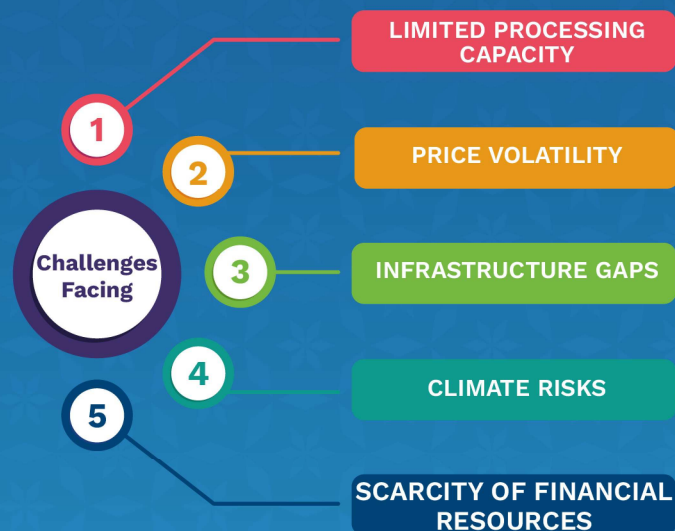 LIMITED PROCESSING
CAPACITY
1
PRICE VOLATILITY
2
Challenges
Facing
3
INFRASTRUCTURE GAPS
4
CLIMATE RISKS
5
SCARCITY OF FINANCIAL
RESOURCES